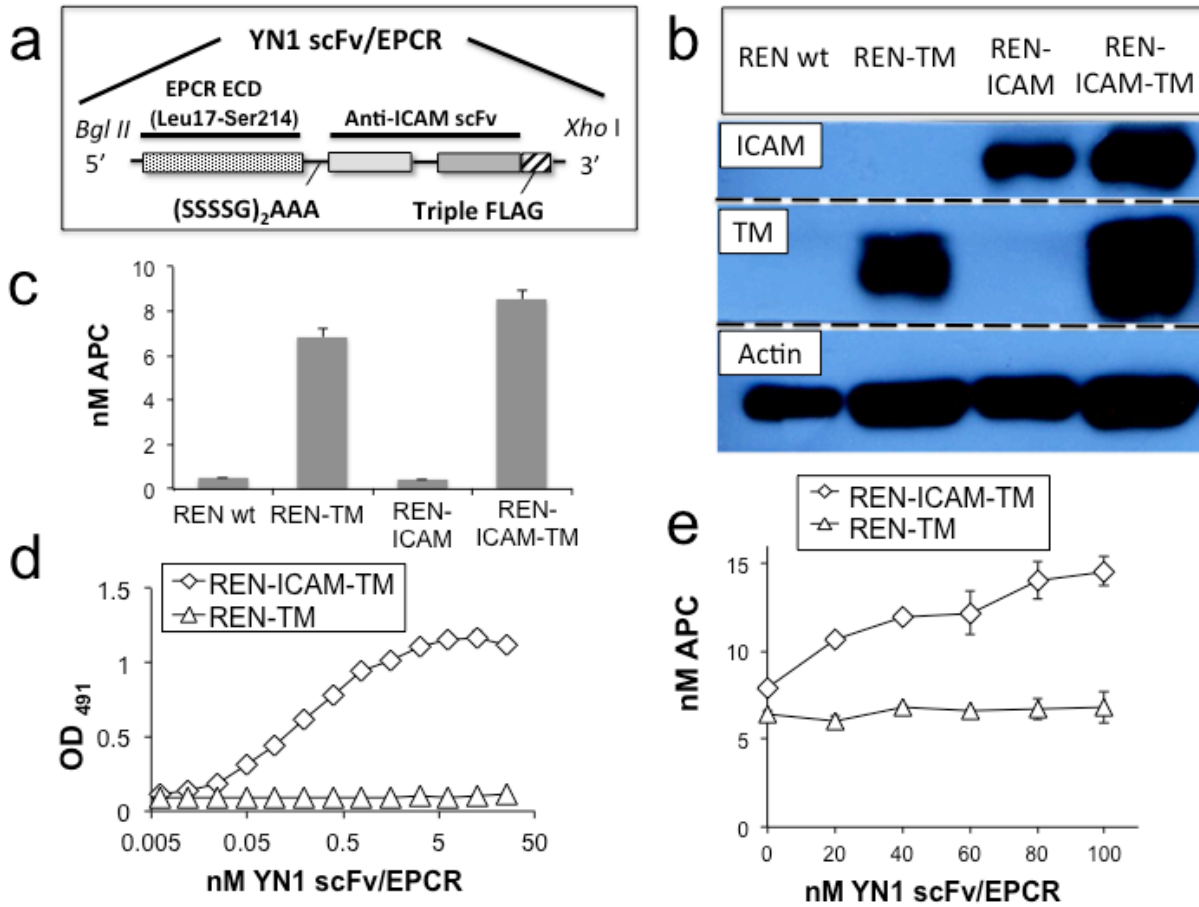 a
YN1 scFv/EPCR
EPCR ECD
(Leu17-Ser214)
Anti-ICAM scFv
Bgl II
Xho I
5’
3’
(SSSSG)2AAA
Triple FLAG
b
REN wt
REN-TM
REN-
ICAM
REN-
ICAM-TM
ICAM
TM
Actin
c
nM APC
10
8
6
4
2
0
REN wt
REN-TM
REN-
ICAM
REN-
ICAM-TM
d
REN-ICAM-TM
REN-TM
OD 491
1.5
1
0.5
0
0.005
0.05
0.5
5
50
nM YN1 scFv/EPCR
e
REN-ICAM-TM
REN-TM
nM APC
15
10
5
0
0
20
40
60
80
100
nM YN1 scFv/EPCR